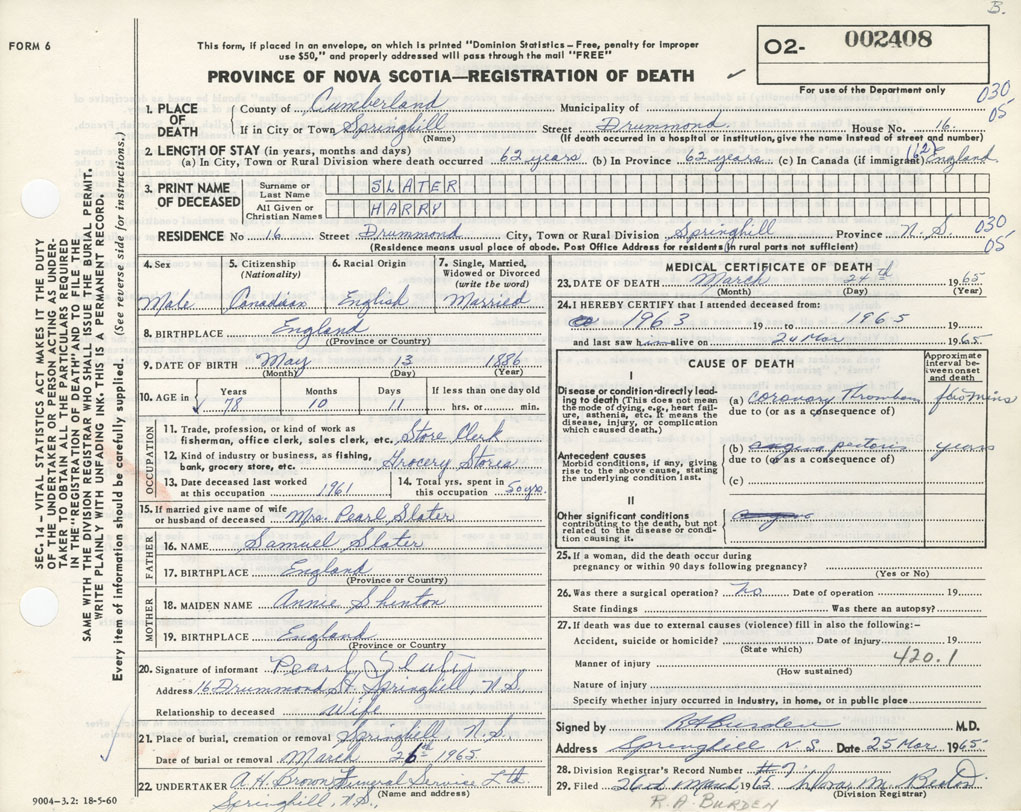 B.
FORM 6
This form, if placed in an envelope, on which is printed "Dominion Statistics—Free, penalty for improper
use $50," and properly addressed will pass through the mail "FREE"
PROVINCE OF NOVA SCOTIA—REGISTRATION OF DEATH
O2- 002408
For use of the Department only
030
05
1. PLACE OF DEATH
County of Cumberland Municipality of
If in City or Town Springhill (Name) Street Drummond House No. 16
(If death occurred in hospital or institution, give the name instead of street and number)
2. LENGTH OF STAY (in years, months and days)
(a) In City, Town or Rural Division where death occurred 62 years (b) In Province 62 years (c) In Canada (if immigrant) (62) England
3. PRINT NAME OF DECEASED
Surname or Last Name SLATER
All Given or Christian Names HARRY
RESIDENCE No 16 Street Drummond City, Town or Rural Division Springhill Province N. S.
030
05
(Residence means usual place of abode. Post Office Address for residents in rural parts not sufficient)
4. Sex Male
5. Citizenship (Nationality) Canadian
6. Racial Origin English
7. Single, Married, Widowed or Divorced (write the word) Married
8. BIRTHPLACE England
(Province or Country)
9. DATE OF BIRTH May 13 1886
(Month) (Day) (Year)
10. AGE in Years 78 Months 10 Days 11 If less than one day old hrs. or min.
OCCUPATION
11. Trade, profession, or kind of work as fisherman, office clerk, sales clerk, etc. Store Clerk
12. Kind of industry or business, as fishing, bank, grocery store, etc. Grocery Stores
13. Date deceased last worked at this occupation 1961
14. Total yrs. spent in this occupation 50 yrs.
15. If married give name of wife or husband of deceased Mrs. Pearl Slater
FATHER
16. NAME Samuel Slater
17. BIRTHPLACE England
(Province or Country)
MOTHER
18. MAIDEN NAME Annie Shenton
19. BIRTHPLACE England
(Province or Country
20. Signature of informant Pearl Slater
Address 16 Drummond St Springhill, N.S.
Relationship to deceased Wife
21. Place of burial, cremation or removal Springhill, N.S.
Date of burial or removal March 26th 1965
22. UNDERTAKER A. H. Brown Funeral Service Ltd.
(Name and address)
Springhill, N.S.
MEDICAL CERTIFICATE OF DEATH
23. DATE OF DEATH March 24th 1965
(Month) (Day) (Year)
24. I HEREBY CERTIFY that I attended deceased from:
1963 19 to 1965
and last saw him alive on 24 Mar 1965
CAUSE OF DEATH
Approximate interval between onset and death
I
Disease or condition directly leading to death (This does not mean the mode of dying, e.g., heart failure, asthenia, etc. It means the disease, injury, or complication which caused death.)
(a) Coronary Thrombosis
due to (or as a consequence of)
Antecedent causes
Morbid conditions, if any, giving rise to the above cause, stating the underlying condition last.
(b) angina pectoris years
due to (or as a consequence of)
(c)
II
Other significant conditions
contributing to the death, but not related to the disease or condition causing it.
25. If a woman, did the death occur during pregnancy or within 90 days following pregnancy?
(Yes or No)
26. Was there a surgical operation? No Date of operation 19
State findings Was there an autopsy?
27. If death was due to external causes (violence) fill in also the following:-
Accident, suicide or homicide? Date of injury 19
(State which)
420.1
Manner of injury
(How sustained)
Nature of injury
Specify whether injury occurred in Industry, in home, or in public place
Signed by R A Burden M.D.
Address Springhill N S Date 25 Mar 1965
28. Division Registrar's Record Number #7
29. Filed 26th March 1965
(Division Registrar)
R. A. BURDEN
SEC. 14 — VITAL STATISTICS ACT MAKES IT THE DUTY
OF THE UNDERTAKER OR PERSON ACTING AS UNDER-
TAKER TO OBTAIN ALL THE PARTICULARS REQUIRED
IN THE "REGISTRATION OF DEATH" AND TO FILE THE
SAME WITH THE DIVISION REGISTRAR WHO SHALL ISSUE THE BURIAL PERMIT.
WRITE PLAINLY WITH UNFADING INK. THIS IS A PERMANENT RECORD.
Every item of information should be carefully supplied. (See reverse side for instructions.)
9004—3.2: 18-5-60